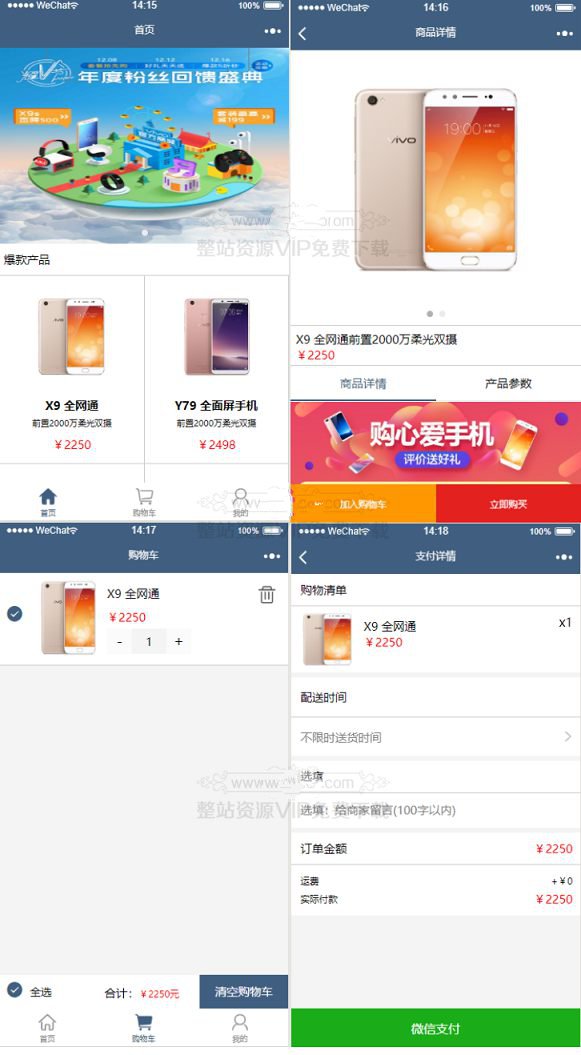 WeChat 14:15 100%
首页
12.08 12.12 12.16
年度粉丝回馈盛典
X9s
直降500
套装最高
减199
爆款产品
X9 全网通
前置2000万柔光双摄
￥2250
Y79 全面屏手机
前置2000万柔光双摄
￥2498
首页 购物车 我的
WeChat 14:16 100%
商品详情
vivo
19:00
X9 全网通前置2000万柔光双摄
￥2250
商品详情 产品参数
购心爱手机
评价送好礼
加入购物车 立即购买
WeChat 14:17 100%
购物车
X9 全网通
￥2250
- 1 +
全选 合计：￥2250元 清空购物车
首页 购物车 我的
WeChat 14:18 100%
支付详情
购物清单
X9 全网通 x1
￥2250
配送时间
不限时送货时间
选填
选填：给商家留言(100字以内)
订单金额 ￥2250
运费 +￥0
实际付款 ￥2250
微信支付
整站资源VIP免费下载
整站资源VIP免费下载